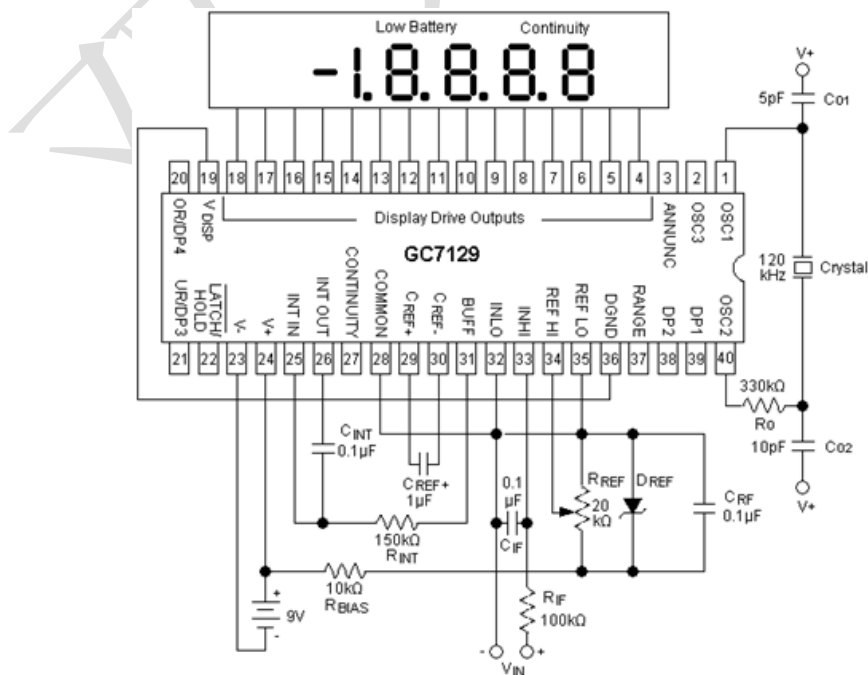 Low Battery Continuity
-1.8.8.8.8
V+
5pF CO1
20 19 18 17 16 15 14 13 12 11 10 9 8 7 6 5 4 3 2 1
OR/DP4 VDISP Display Drive Outputs ANNUNC OSC3 OSC1
GC7129
120 kHz Crystal
UR/DP3 LATCH/HOLD V- V+ INT IN INT OUT CONTINUITY COMMON CREF+ CREF- BUFF INLO INHI REF HI REF LO DGND RANGE DP2 DP1 OSC2
21 22 23 24 25 26 27 28 29 30 31 32 33 34 35 36 37 38 39 40
330kΩ
RO
10pF CO2
V+
CINT
0.1µF
CREF+
1µF
0.1
µF
CIF
RREF
20
kΩ
DREF
CRF
0.1µF
150kΩ
RINT
10kΩ
RBIAS
+
9V
-
RIF
100kΩ
- VIN +